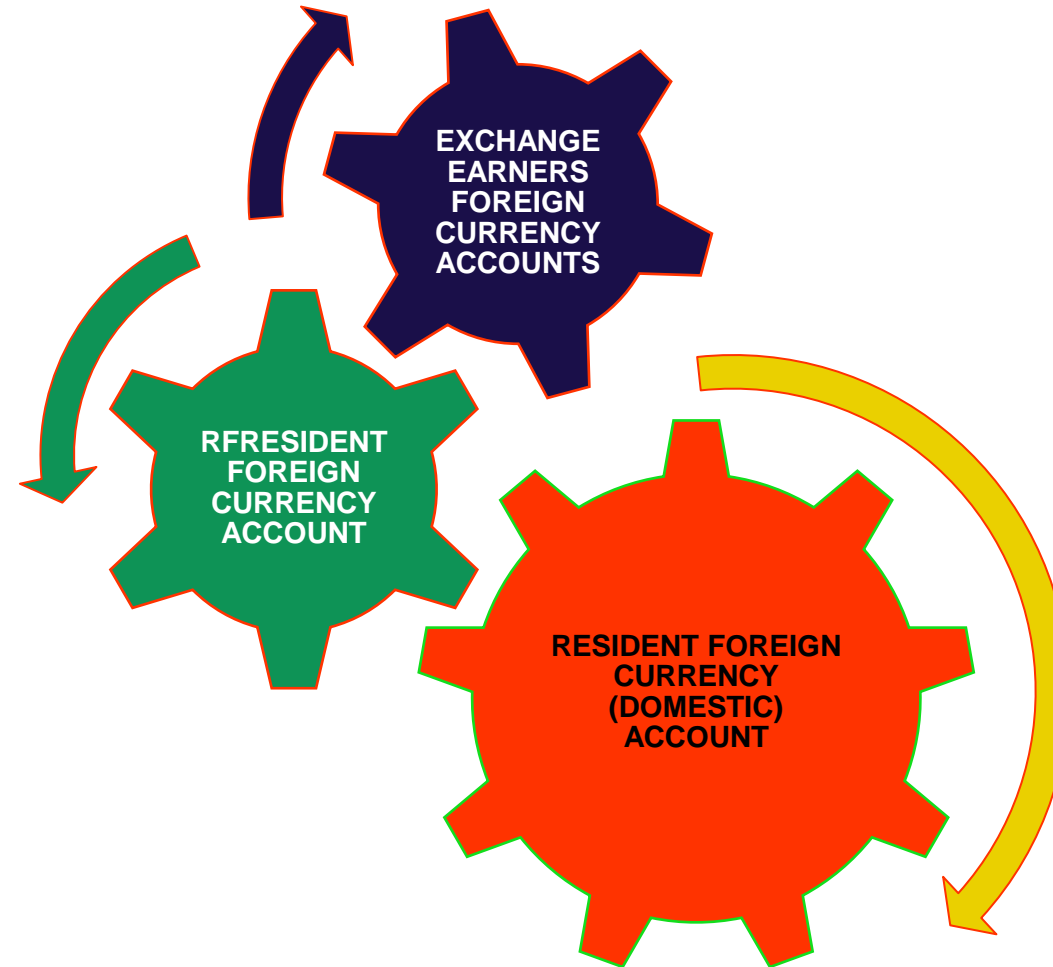 EXCHANGE
EARNERS
FOREIGN
CURRENCY
ACCOUNTS
RFRESIDENT
FOREIGN
CURRENCY
ACCOUNT
RESIDENT FOREIGN
CURRENCY
(DOMESTIC)
ACCOUNT